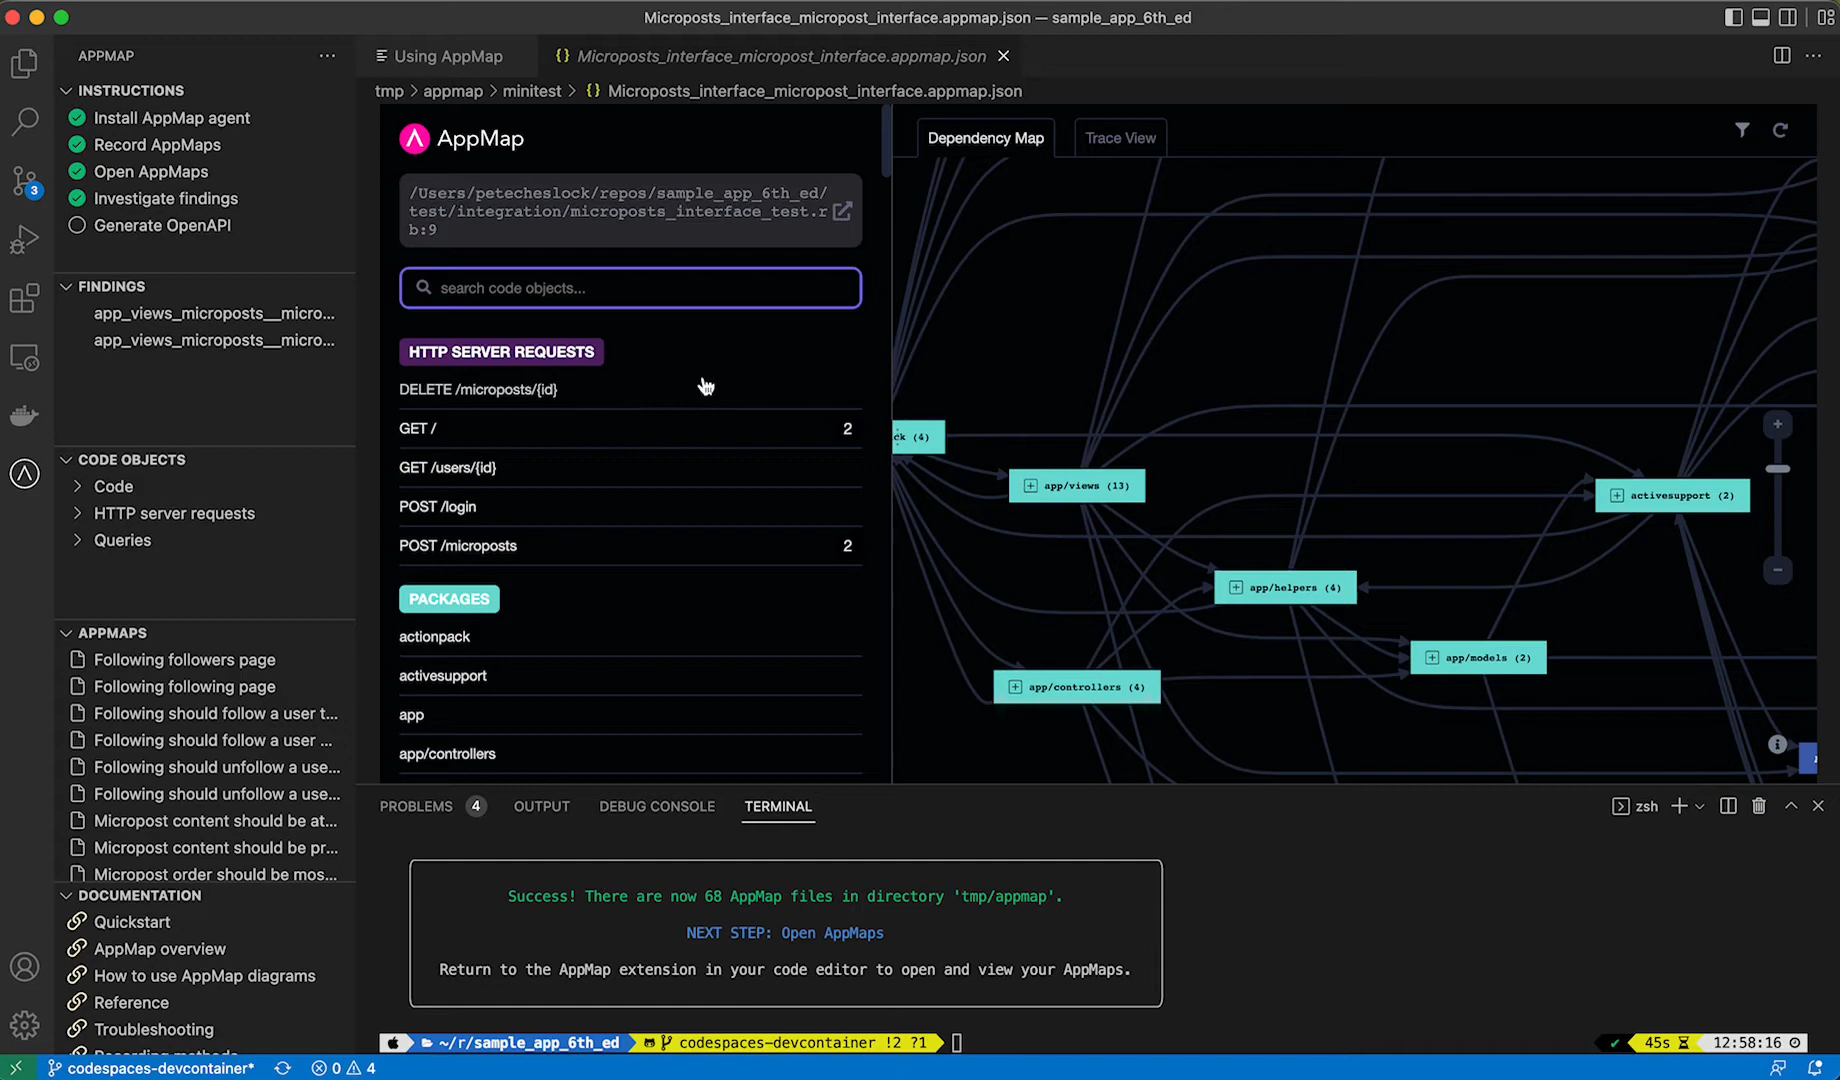 Microposts_interface_micropost_interface.appmap.json — sample_app_6th_ed
APPMAP
INSTRUCTIONS
Install AppMap agent
Record AppMaps
Open AppMaps
Investigate findings
Generate OpenAPI
FINDINGS
app_views_microposts__micro...
app_views_microposts__micro...
CODE OBJECTS
Code
HTTP server requests
Queries
APPMAPS
Following followers page
Following following page
Following should follow a user t...
Following should follow a user ...
Following should unfollow a use...
Following should unfollow a use...
Micropost content should be at...
Micropost content should be pr...
Micropost order should be mos...
DOCUMENTATION
Quickstart
AppMap overview
How to use AppMap diagrams
Reference
Troubleshooting
Recording methods
3
Using AppMap
{} Microposts_interface_micropost_interface.appmap.json
tmp > appmap > minitest > {} Microposts_interface_micropost_interface.appmap.json
AppMap
/Users/petecheslock/repos/sample_app_6th_ed/
test/integration/microposts_interface_test.r
b:9
search code objects...
HTTP SERVER REQUESTS
DELETE /microposts/{id}
GET / 2
GET /users/{id}
POST /login
POST /microposts 2
PACKAGES
actionpack
activesupport
app
app/controllers
Dependency Map
Trace View
ck (4)
app/views (13)
activesupport (2)
app/helpers (4)
app/models (2)
app/controllers (4)
PROBLEMS 4 OUTPUT DEBUG CONSOLE TERMINAL
zsh
Success! There are now 68 AppMap files in directory 'tmp/appmap'.
NEXT STEP: Open AppMaps
Return to the AppMap extension in your code editor to open and view your AppMaps.
~/r/sample_app_6th_ed codespaces-devcontainer !2 ?1
45s 12:58:16
codespaces-devcontainer* 0 4